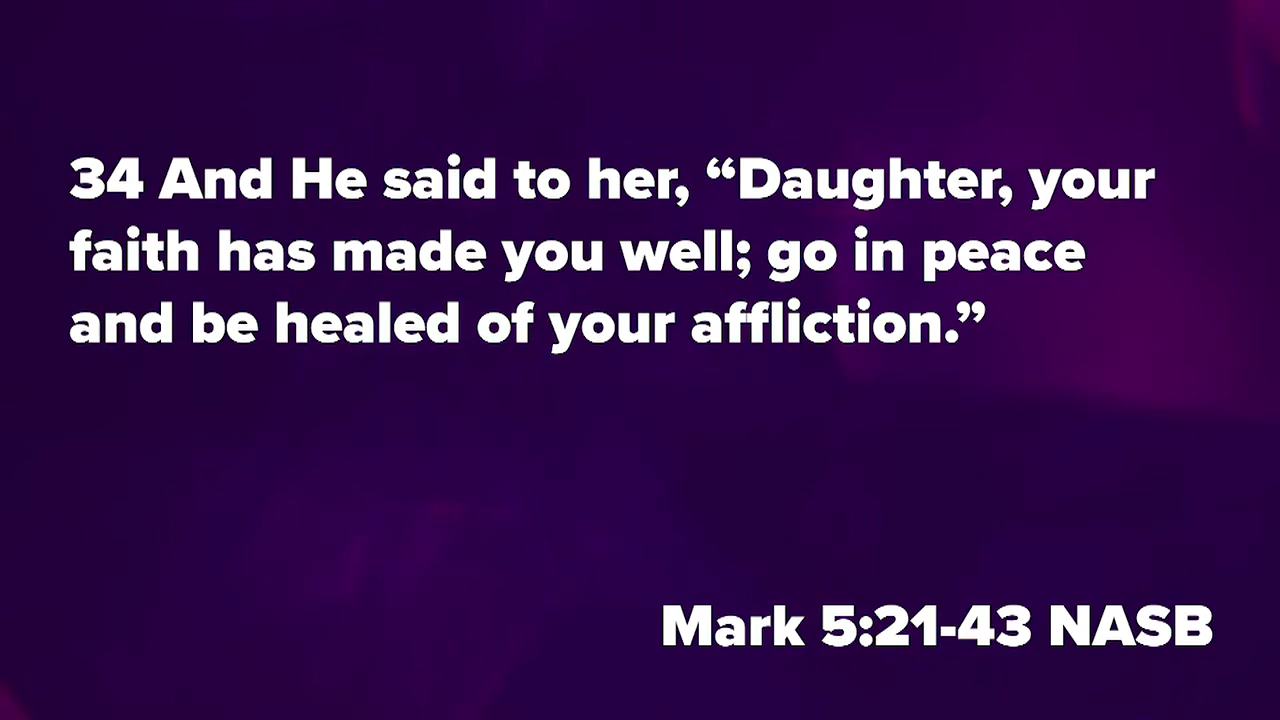 34 And He said to her, “Daughter, your
faith has made you well; go in peace
and be healed of your affliction.”
Mark 5:21-43 NASB